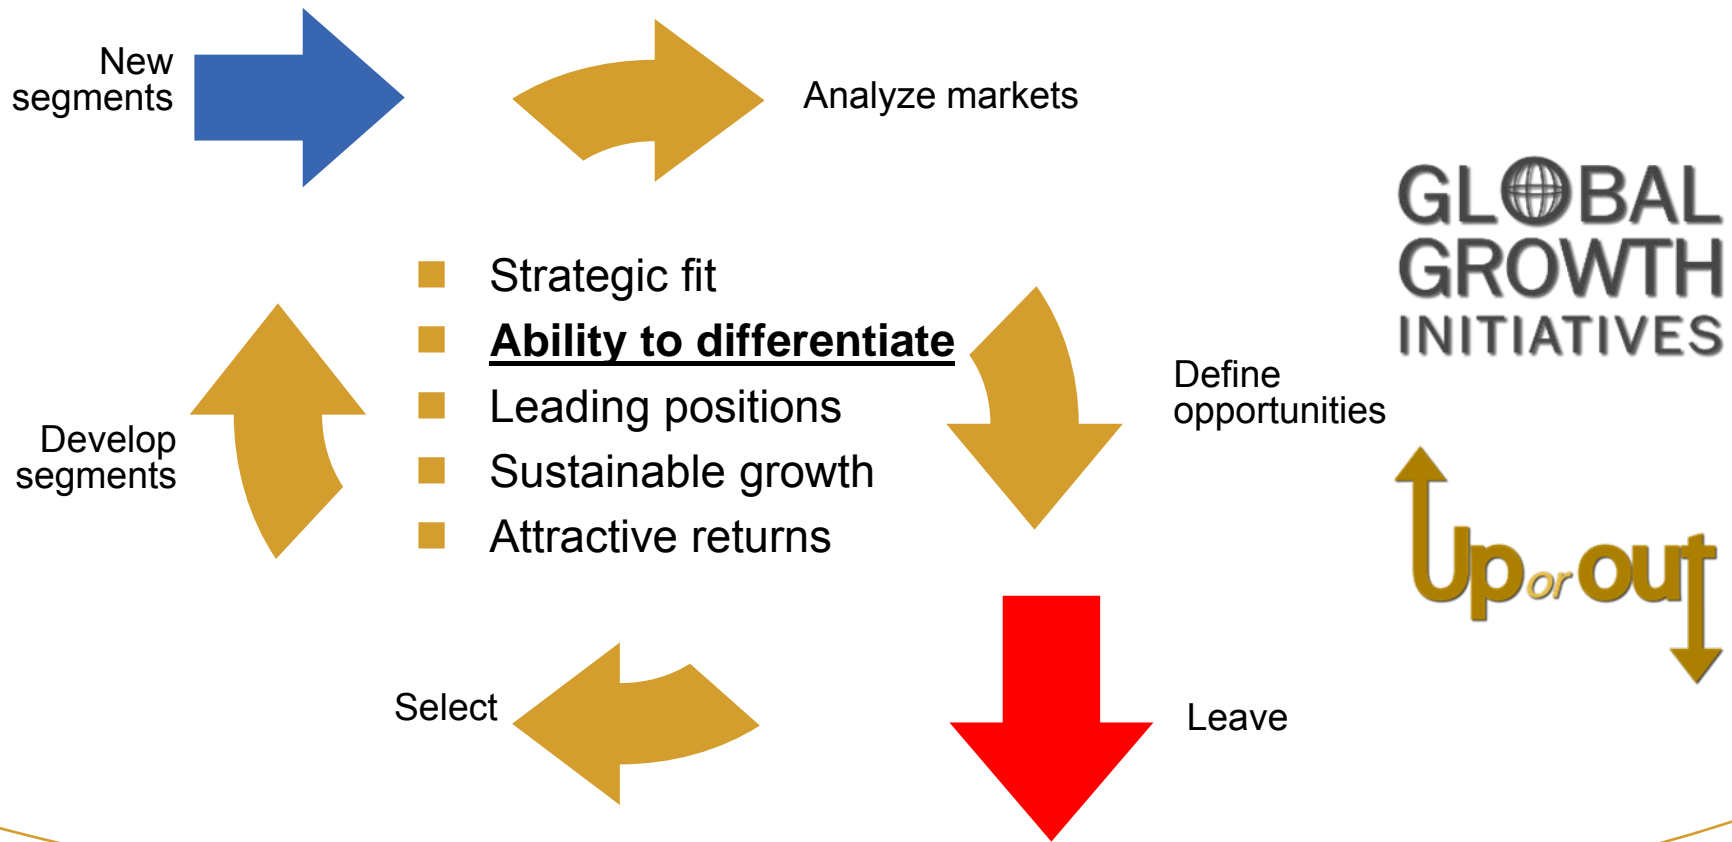 New
segments
Analyze markets
Strategic fit
Ability to differentiate
Leading positions
Sustainable growth
Attractive returns
Define
opportunities
Develop
segments
Select
Leave
GLOBAL
GROWTH
INITIATIVES
Up or out